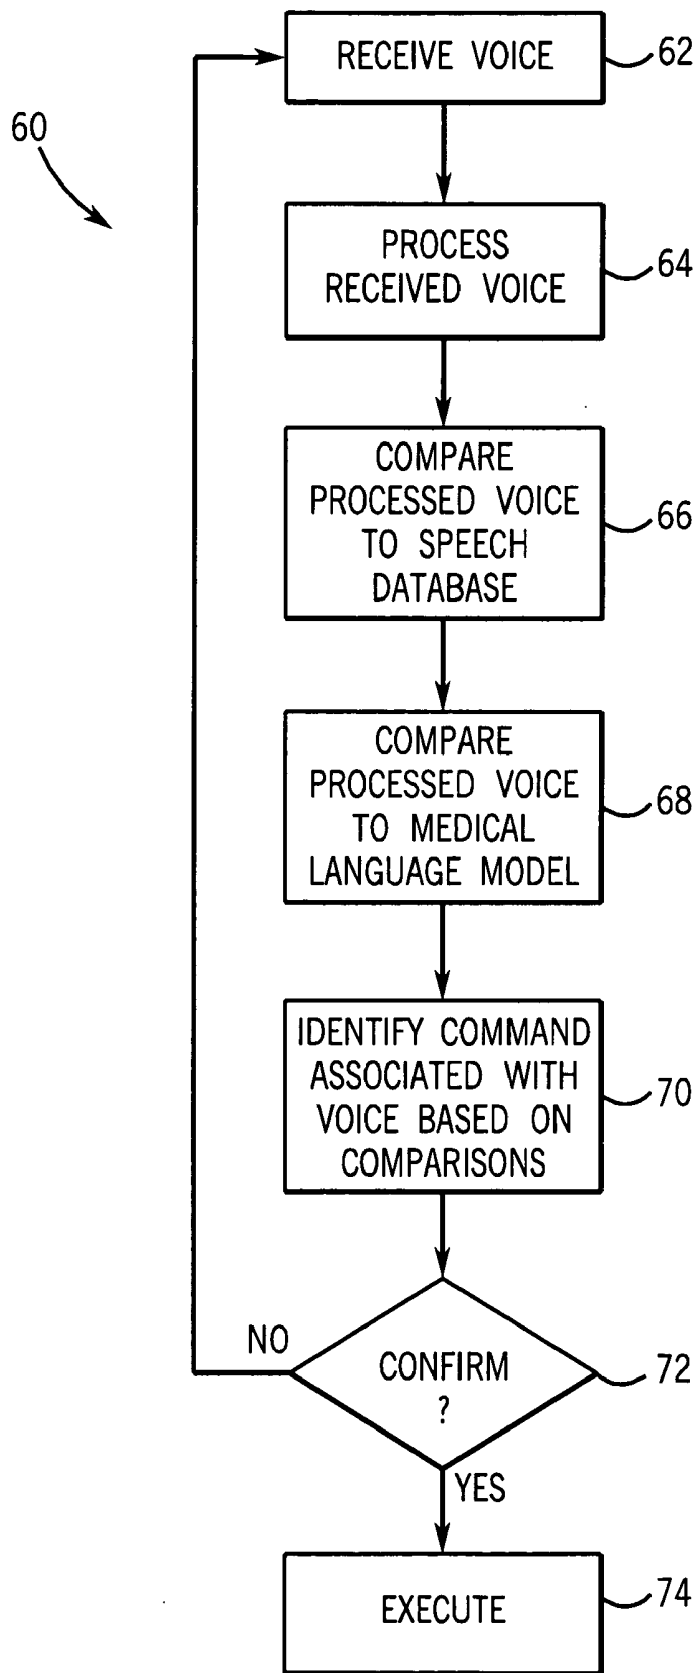 RECEIVE VOICE
62
60
PROCESS
RECEIVED VOICE
64
COMPARE
PROCESSED VOICE
TO SPEECH
DATABASE
66
COMPARE
PROCESSED VOICE
TO MEDICAL
LANGUAGE MODEL
68
IDENTIFY COMMAND
ASSOCIATED WITH
VOICE BASED ON
COMPARISONS
70
NO
CONFIRM
?
72
YES
EXECUTE
74